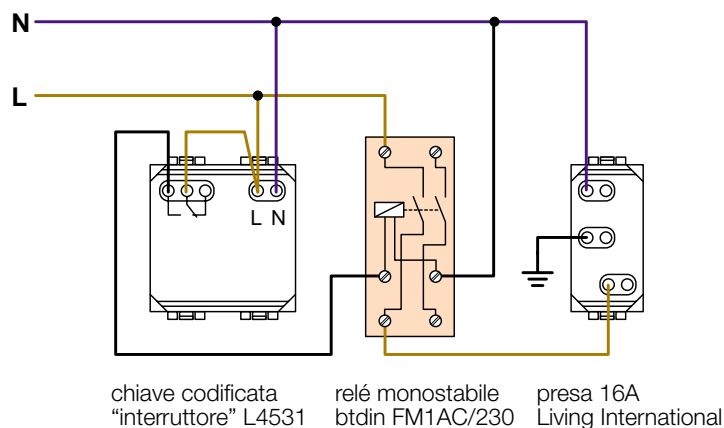 N
L
L N
chiave codificata
“interruttore” L4531
relé monostabile
btdin FM1AC/230
presa 16A
Living International